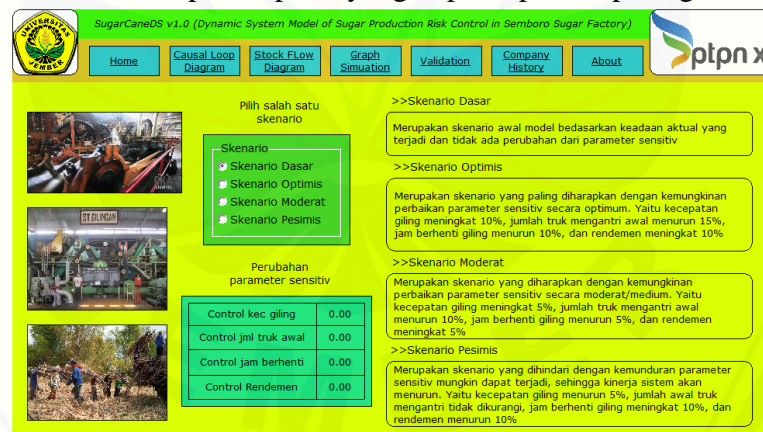 SugarCaneDS v1.0 (Dynamic System Model of Sugar Production Risk Control in Semboro Sugar Factory)
UNIVERSITAS
JEMBER
Home
Causal Loop
Diagram
Stock FLow
Diagram
Graph
Simuation
Validation
Company
History
About
ptpn x
Pilih salah satu
skenario
Skenario
Skenario Dasar
Skenario Optimis
Skenario Moderat
Skenario Pesimis
ST.GILINGAN
Perubahan
parameter sensitiv
Control kec giling 0.00
Control jml truk awal 0.00
Control jam berhenti 0.00
Control Rendemen 0.00
>>Skenario Dasar
Merupakan skenario awal model bedasarkan keadaan aktual yang
terjadi dan tidak ada perubahan dari parameter sensitiv
>>Skenario Optimis
Merupakan skenario yang paling diharapkan dengan kemungkinan
perbaikan parameter sensitiv secara optimum. Yaitu kecepatan
giling meningkat 10%, jumlah truk mengantri awal menurun 15%,
jam berhenti giling menurun 10%, dan rendemen meningkat 10%
>>Skenario Moderat
Merupakan skenario yang diharapkan dengan kemungkinan
perbaikan parameter sensitiv secara moderat/medium. Yaitu
kecepatan giling meningkat 5%, jumlah truk mengantri awal
menurun 10%, jam berhenti giling menurun 5%, dan rendemen
meningkat 5%
>>Skenario Pesimis
Merupakan skenario yang dihindari dengan kemunduran parameter
sensitiv mungkin dapat terjadi, sehingga kinerja sistem akan
menurun. Yaitu kecepatan giling menurun 5%, jumlah awal truk
mengantri tidak dikurangi, jam berhenti giling meningkat 10%, dan
rendemen menurun 10%